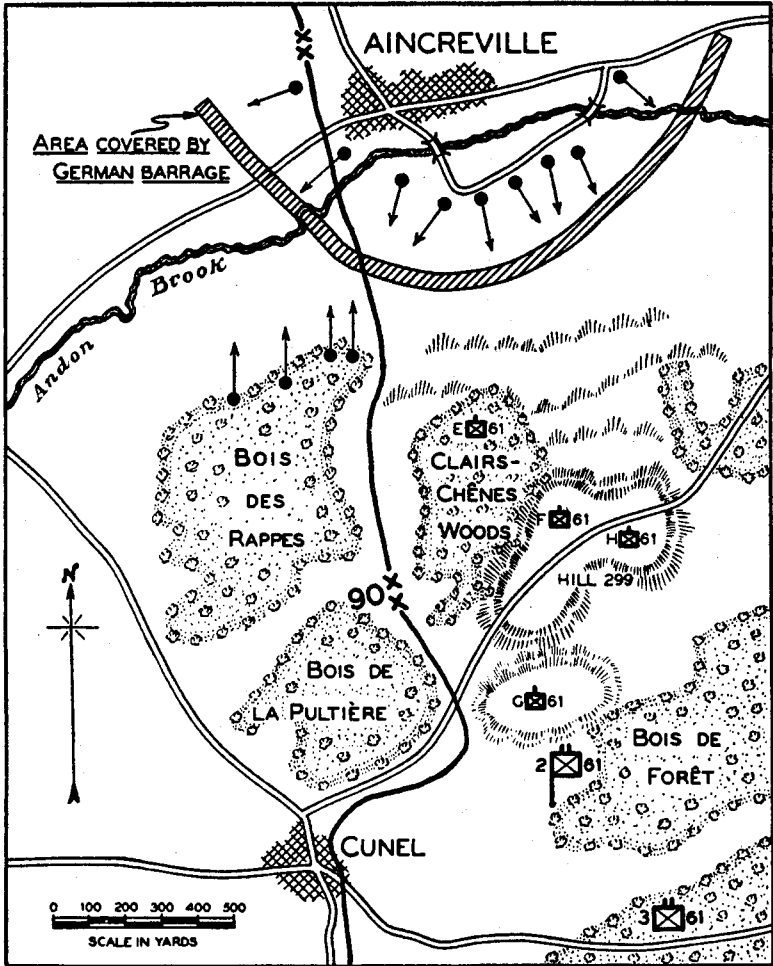 AINCREVILLE
AREA COVERED BY
GERMAN BARRAGE
Andon Brook
BOIS
DES
RAPPES
E 61
CLAIRS-
CHÊNES
WOODS
F 61
H 61
HILL 299
N
90
BOIS DE
LA PULTIÈRE
G 61
2 61
BOIS DE
FORÊT
CUNEL
3 61
0 100 200 300 500
SCALE IN YARDS